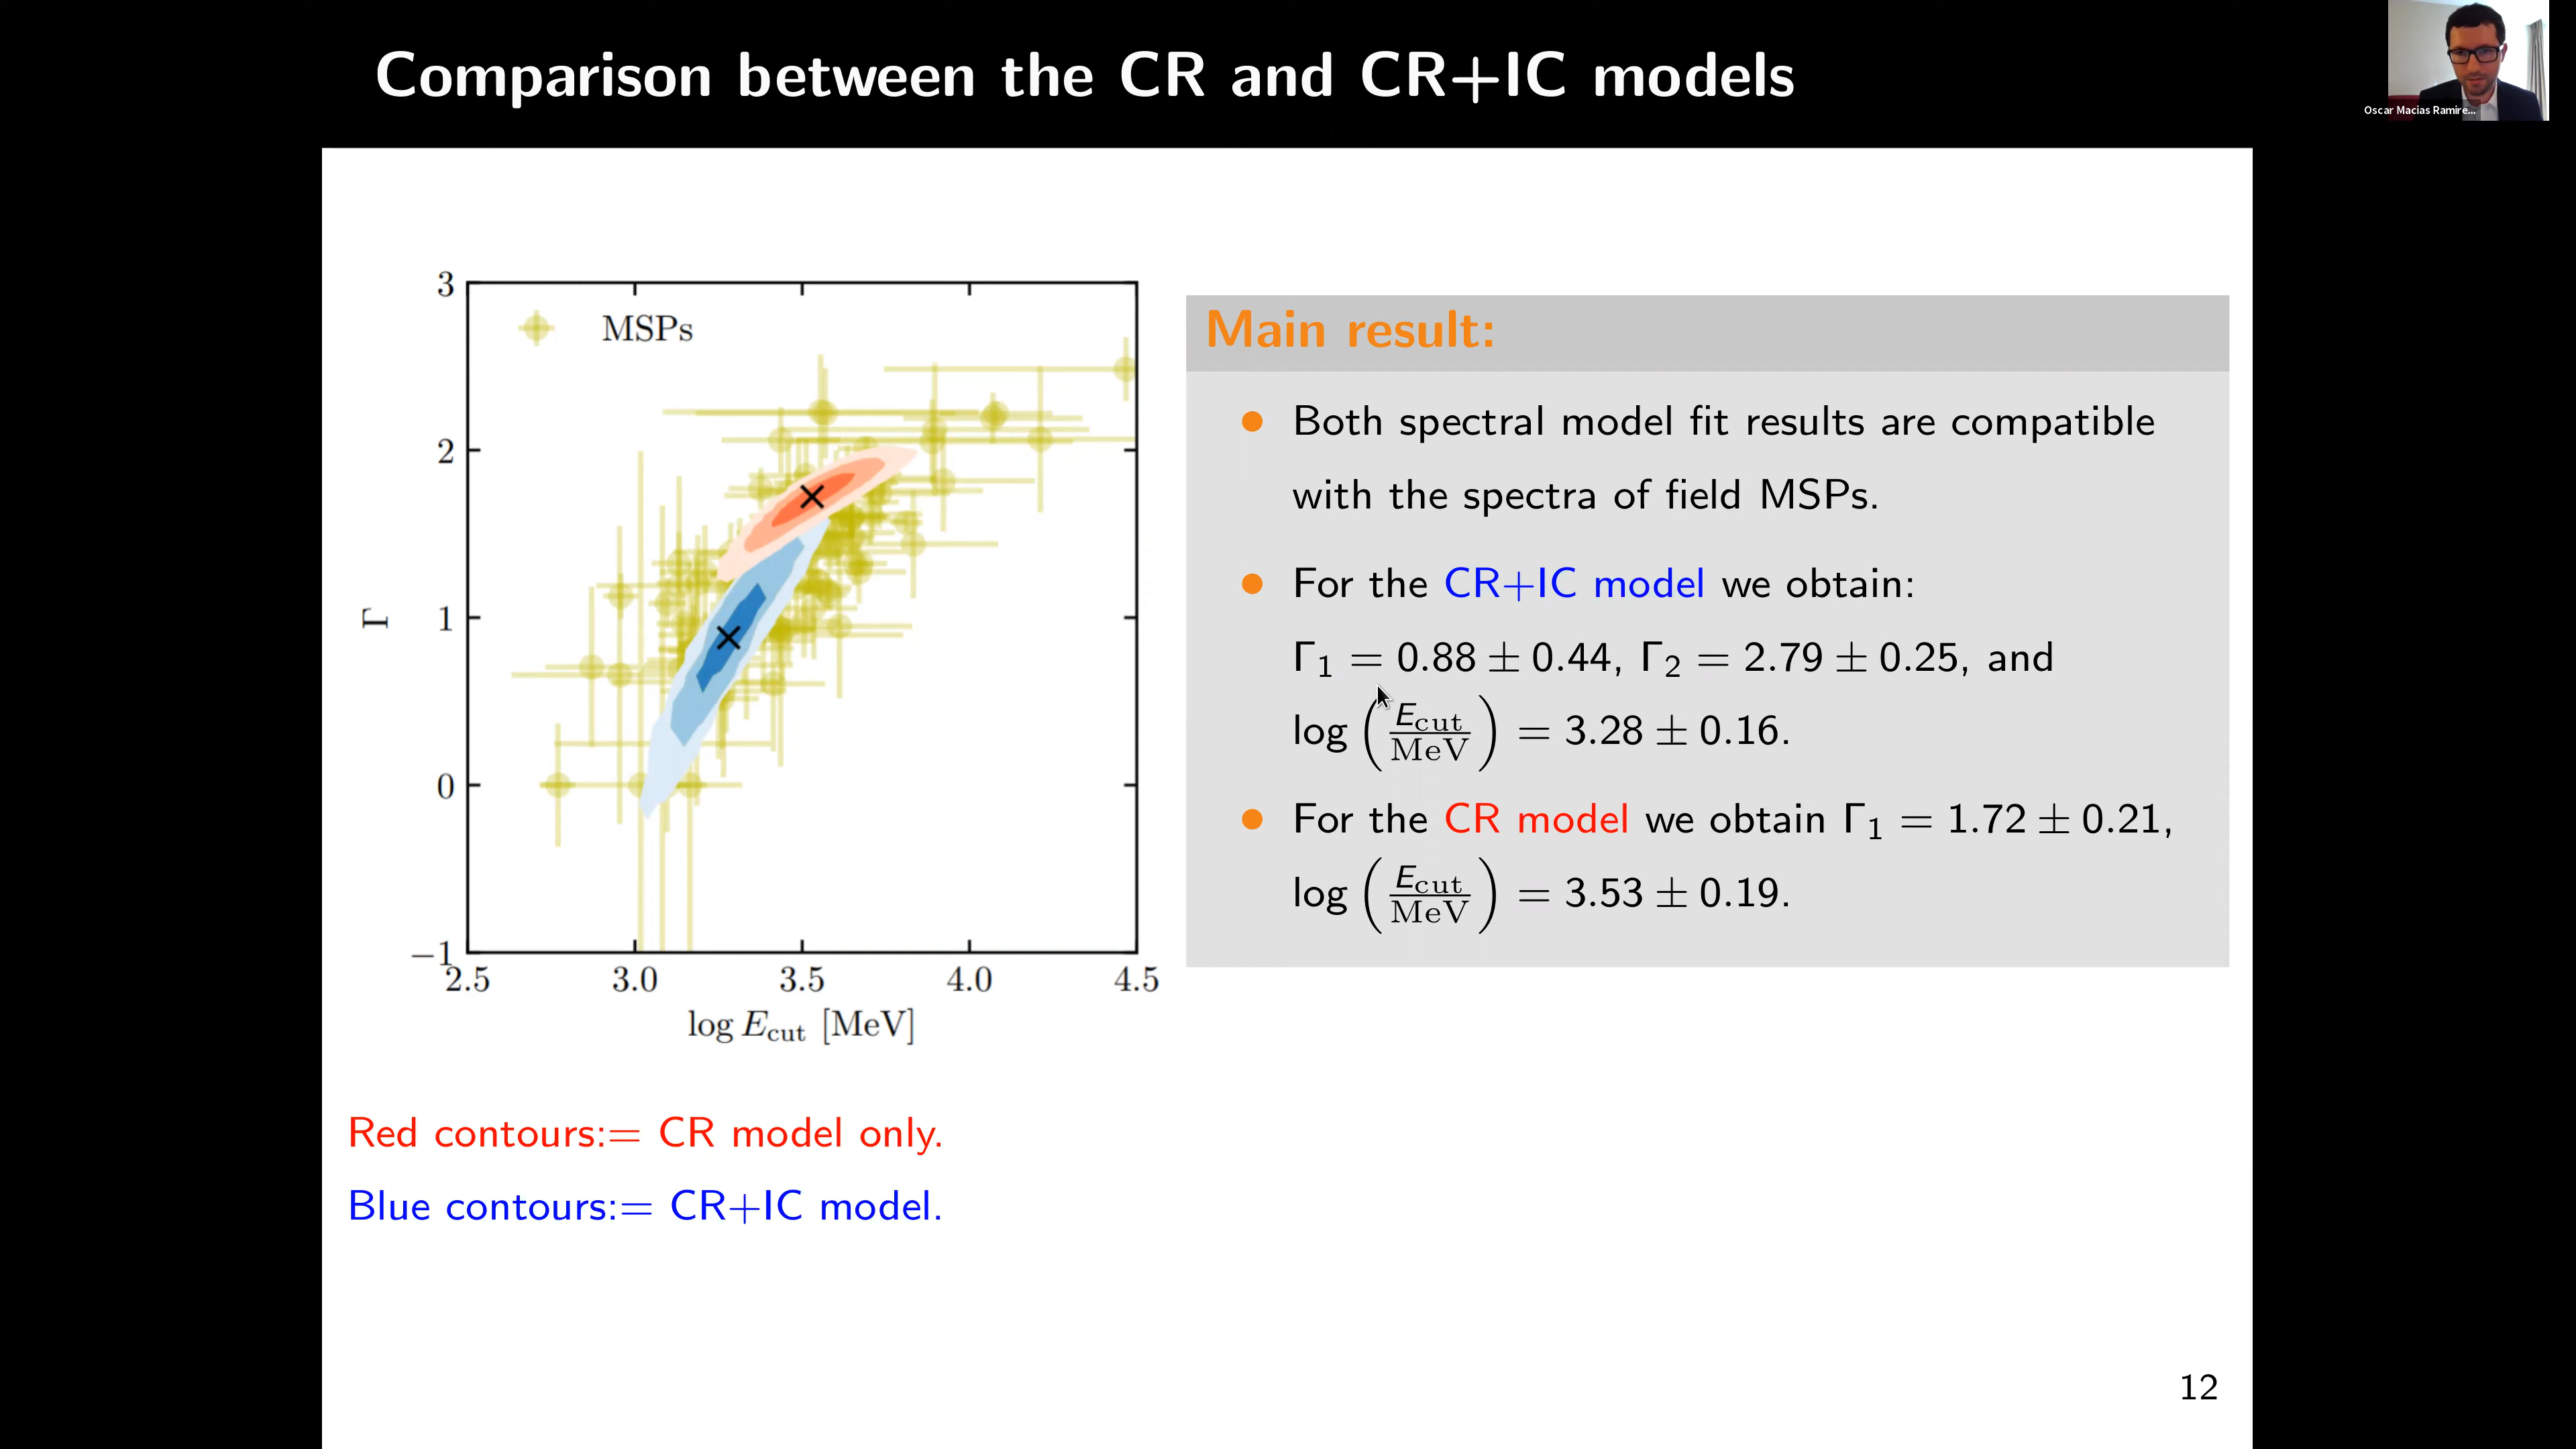 Comparison between the CR and CR+IC models
Oscar Macias Ramire...
3
2
1
0
−1
Γ
MSPs
2.5 3.0 3.5 4.0 4.5
log E_cut [MeV]
Red contours:= CR model only.
Blue contours:= CR+IC model.
Main result:
● Both spectral model fit results are compatible
with the spectra of field MSPs.
● For the CR+IC model we obtain:
Γ₁ = 0.88 ± 0.44, Γ₂ = 2.79 ± 0.25, and
log (E_cut/MeV) = 3.28 ± 0.16.
● For the CR model we obtain Γ₁ = 1.72 ± 0.21,
log (E_cut/MeV) = 3.53 ± 0.19.
12